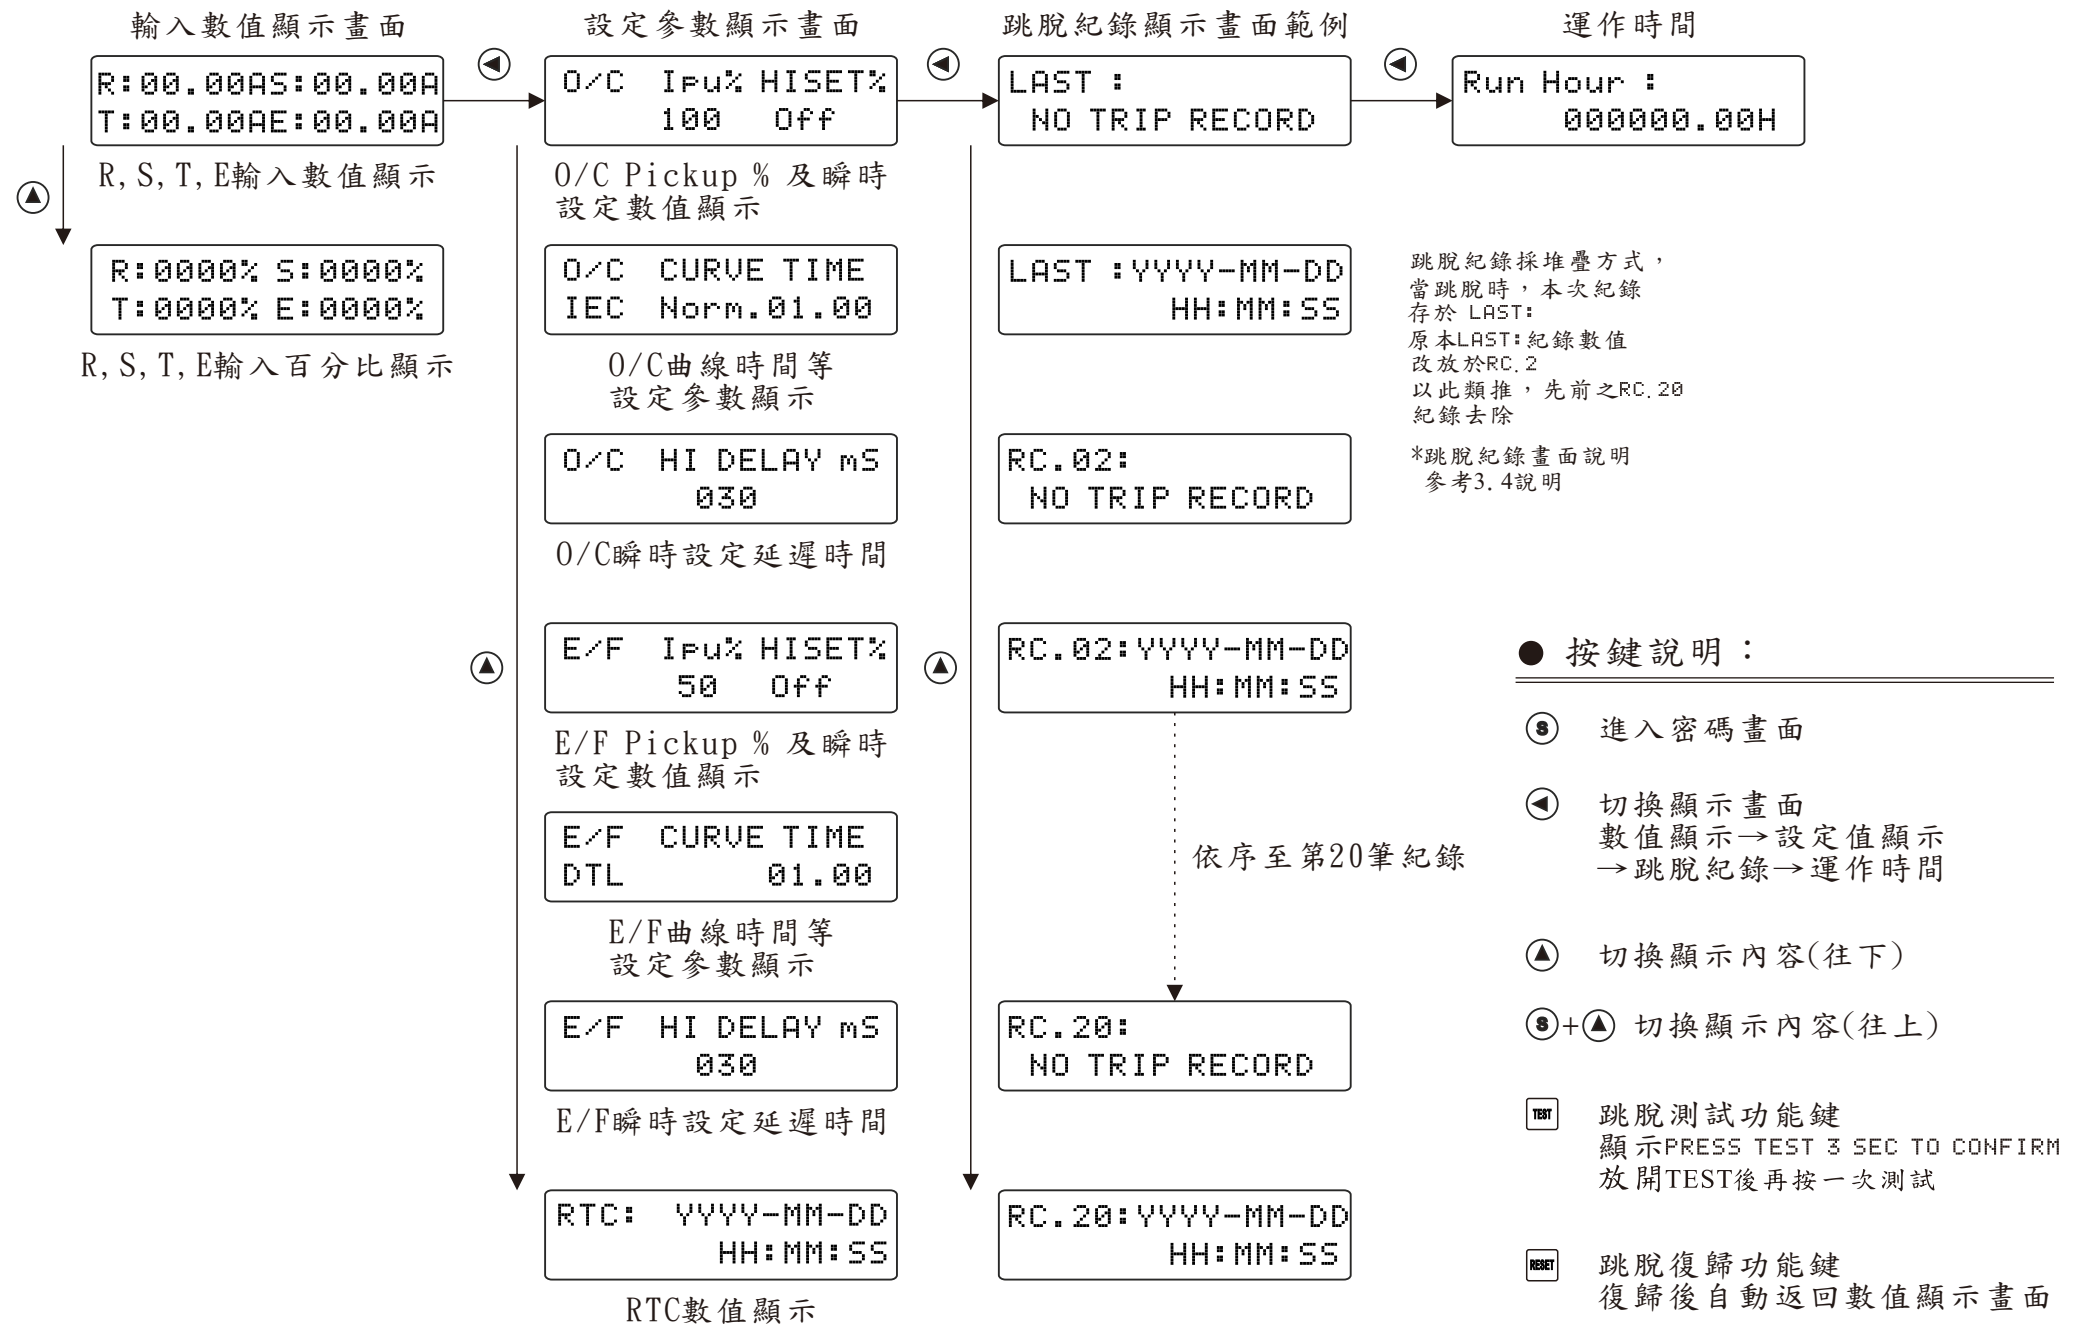 輸入數值顯示畫面
R:00.00AS:00.00A
T:00.00AE:00.00A
R,S,T,E輸入數值顯示
R:0000% S:0000%
T:0000% E:0000%
R,S,T,E輸入百分比顯示
設定參數顯示畫面
O/C Ipu% HISET%
100 Off
O/C Pickup % 及瞬時
設定數值顯示
O/C CURVE TIME
IEC Norm.01.00
O/C曲線時間等
設定參數顯示
O/C HI DELAY mS
030
O/C瞬時設定延遲時間
E/F Ipu% HISET%
50 Off
E/F Pickup % 及瞬時
設定數值顯示
E/F CURVE TIME
DTL 01.00
E/F曲線時間等
設定參數顯示
E/F HI DELAY mS
030
E/F瞬時設定延遲時間
RTC: YYYY-MM-DD
HH:MM:SS
RTC數值顯示
跳脫紀錄顯示畫面範例
LAST :
NO TRIP RECORD
LAST :YYYY-MM-DD
HH:MM:SS
RC.02:
NO TRIP RECORD
RC.02:YYYY-MM-DD
HH:MM:SS
依序至第20筆紀錄
RC.20:
NO TRIP RECORD
RC.20:YYYY-MM-DD
HH:MM:SS
運作時間
Run Hour :
000000.00H
跳脫紀錄採堆疊方式，
當跳脫時，本次紀錄
存於 LAST:
原本LAST:紀錄數值
改放於RC.2
以此類推，先前之RC.20
紀錄去除
*跳脫紀錄畫面說明
參考3.4說明
● 按鍵說明：
S 進入密碼畫面
◀ 切換顯示畫面
數值顯示→設定值顯示
→跳脫紀錄→運作時間
▲ 切換顯示內容(往下)
S+▲ 切換顯示內容(往上)
TEST 跳脫測試功能鍵
顯示PRESS TEST 3 SEC TO CONFIRM
放開TEST後再按一次測試
RESET 跳脫復歸功能鍵
復歸後自動返回數值顯示畫面